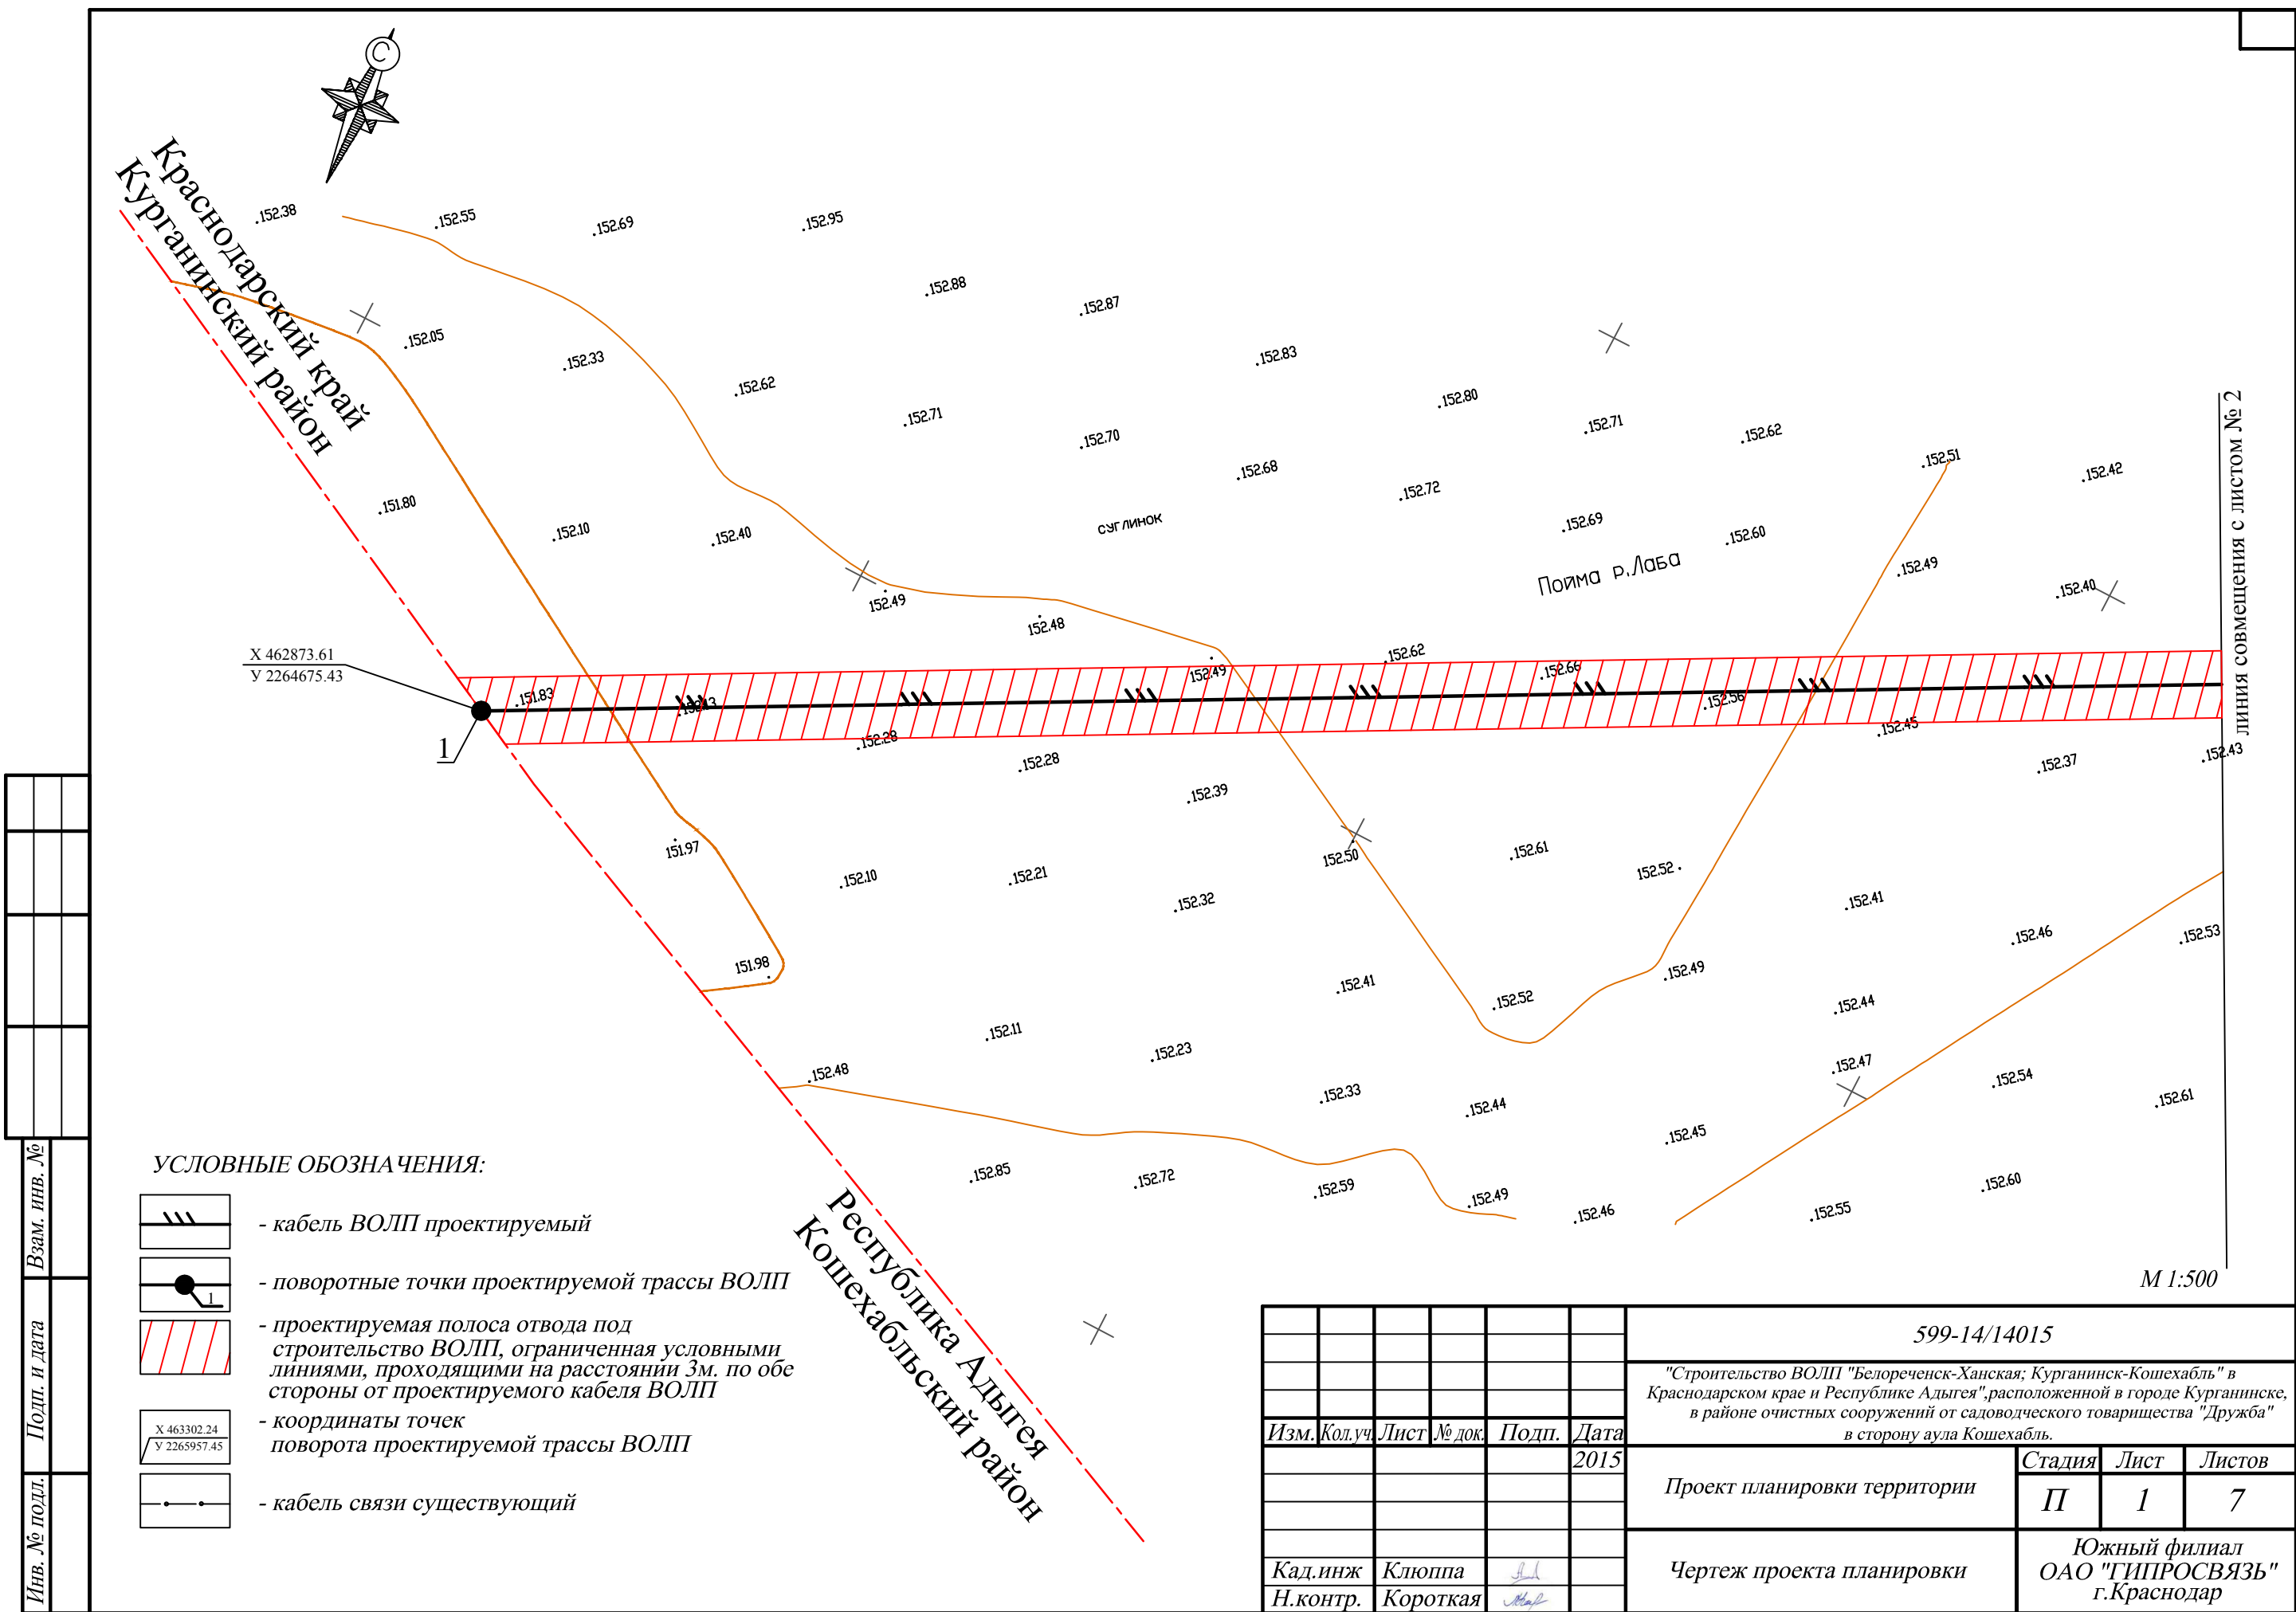 С
Краснодарский край
Курганинский район
.152.38
.152.55
.152.69
.152.95
.152.88
.152.87
.152.05
.152.33
.152.62
.152.83
.152.80
.152.71
.152.71
.152.70
.152.62
.152.68
.152.51
.152.42
.152.72
.151.80
.152.10
.152.40
суглинок
.152.69
.152.60
Пойма р.Лаба
.152.49
.152.40
152.49
152.48
линия совмещения с листом № 2
Х 462873.61
У 2264675.43
.152.62
152.49
.152.66
.151.83
.152.13
.152.56
.152.28
.152.45
1
.152.28
.152.37
.152.43
.152.39
151.97
152.50
.152.61
152.52.
.152.10
.152.21
.152.32
.152.41
.152.46
.152.53
151.98
.152.41
.152.52
.152.49
.152.44
.152.11
.152.23
.152.48
.152.33
.152.44
.152.47
.152.54
.152.61
.152.45
.152.85
.152.72
.152.59
.152.49
.152.46
.152.55
.152.60
Республика Адыгея
Кошехабльский район
М 1:500
УСЛОВНЫЕ ОБОЗНАЧЕНИЯ:
- кабель ВОЛП проектируемый
1
- поворотные точки проектируемой трассы ВОЛП
- проектируемая полоса отвода под
строительство ВОЛП, ограниченная условными
линиями, проходящими на расстоянии 3м. по обе
стороны от проектируемого кабеля ВОЛП
Х 463302.24
У 2265957.45
- координаты точек
поворота проектируемой трассы ВОЛП
- кабель связи существующий
Взам. инв. №
Подп. и дата
Инв. № подл.
599-14/14015
"Строительство ВОЛП "Белореченск-Ханская; Курганинск-Кошехабль" в
Краснодарском крае и Республике Адыгея",расположенной в городе Курганинске,
в районе очистных сооружений от садоводческого товарищества "Дружба"
в сторону аула Кошехабль.
Изм. Кол.уч. Лист № док. Подп. Дата
2015
Проект планировки территории
Стадия Лист Листов
П 1 7
Чертеж проекта планировки
Южный филиал
ОАО "ГИПРОСВЯЗЬ"
г.Краснодар
Кад.инж Клюппа
Н.контр. Короткая